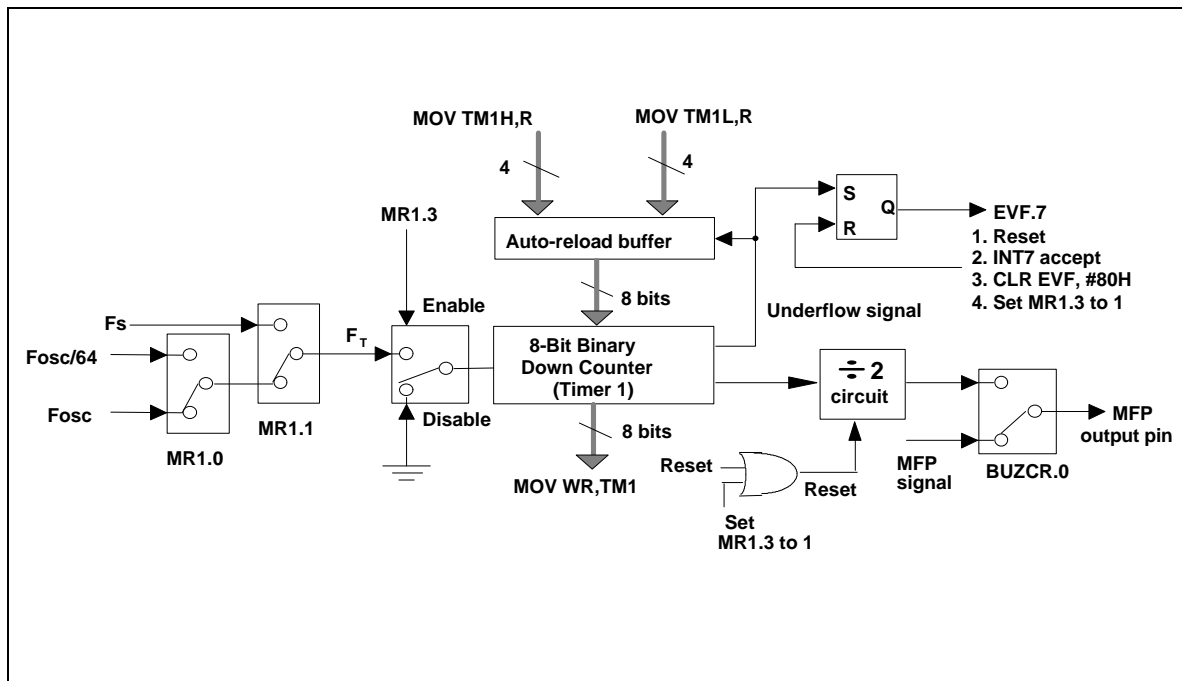 MOV TM1H,R
MOV TM1L,R
4
4
S
Q
R
EVF.7
1. Reset
2. INT7 accept
3. CLR EVF, #80H
4. Set MR1.3 to 1
MR1.3
Auto-reload buffer
8 bits
Underflow signal
Enable
Fs
FT
Fosc/64
Fosc
MR1.0
MR1.1
Disable
8-Bit Binary
Down Counter
(Timer 1)
÷ 2
circuit
8 bits
MOV WR,TM1
Reset
Reset
Set
MR1.3 to 1
MFP
signal
BUZCR.0
MFP
output pin